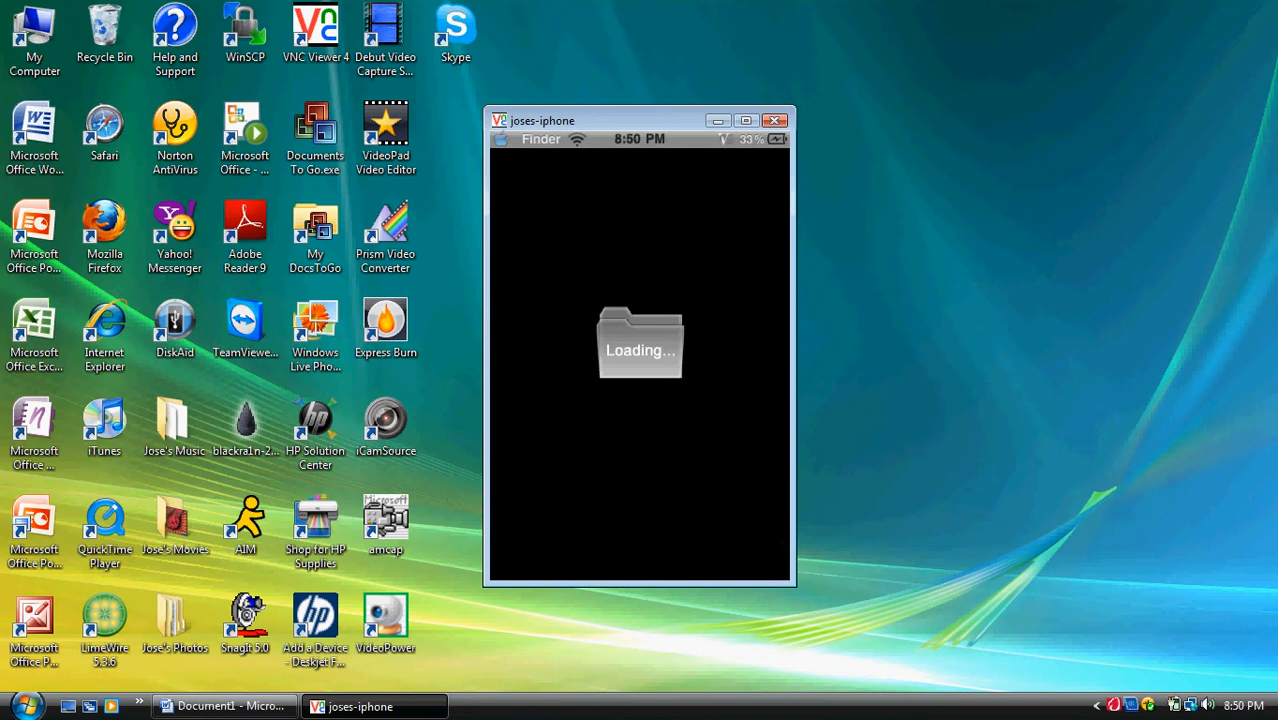 My
Computer
Recycle Bin
Help and
Support
WinSCP
VNC Viewer 4
Debut Video
Capture S...
Skype
Microsoft
Office Wo...
Safari
Norton
AntiVirus
Microsoft
Office - ...
Documents
To Go.exe
VideoPad
Video Editor
Microsoft
Office Po...
Mozilla
Firefox
Yahoo!
Messenger
Adobe
Reader 9
My
DocsToGo
Prism Video
Converter
Microsoft
Office Exc...
Internet
Explorer
DiskAid
TeamViewe...
Windows
Live Pho...
Express Burn
Microsoft
Office ...
iTunes
Jose's Music
blackra1n-2...
HP Solution
Center
iCamSource
Microsoft
Office Po...
QuickTime
Player
Jose's Movies
AIM
Shop for HP
Supplies
Microsoft
amcap
Microsoft
Office P...
LimeWire
5.3.6
Jose's Photos
SnagIt 5.0
Add a Device
- Deskjet F...
VideoPower
joses-iphone
Finder
8:50 PM
33%
Loading...
Document1 - Micro...
joses-iphone
8:50 PM